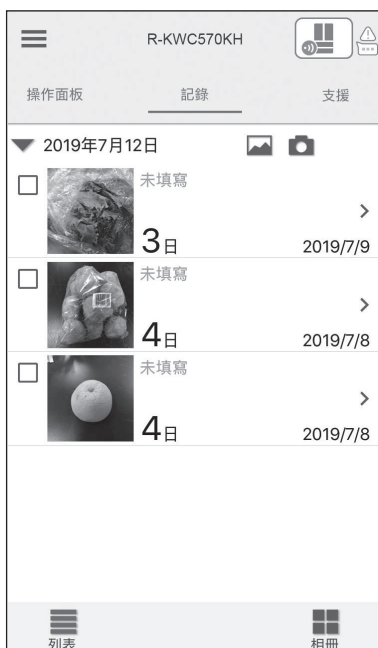 R-KWC570KH
操作面板
記錄
支援
2019年7月12日
未填寫
3日
2019/7/9
未填寫
4日
2019/7/8
未填寫
4日
2019/7/8
列表
相冊